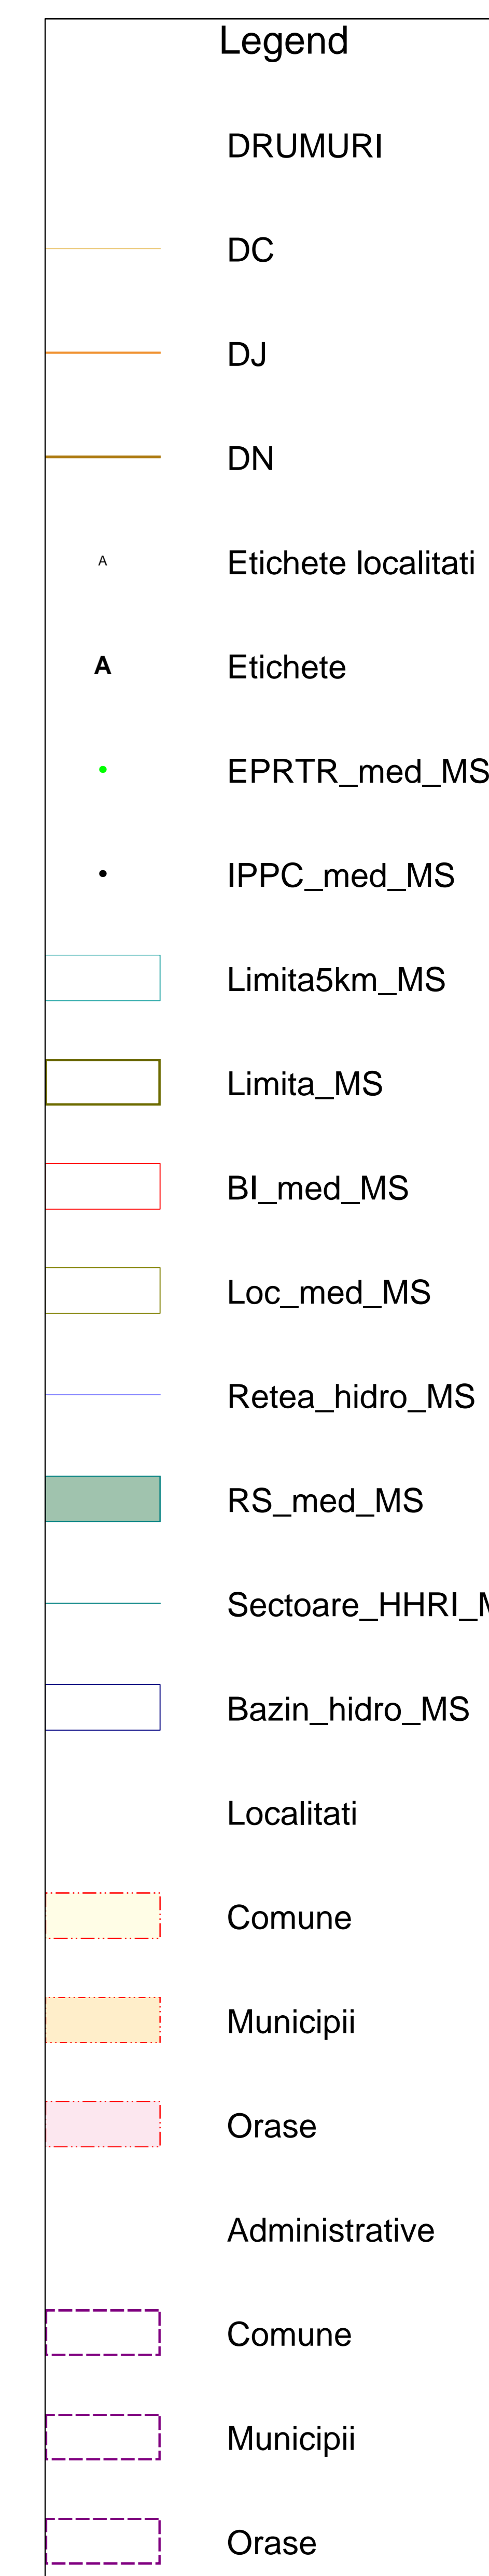 Legend
DRUMURI
DC
DJ
DN
A Etichete localitati
A Etichete
EPRTR_med_MS
IPPC_med_MS
Limita5km_MS
Limita_MS
BI_med_MS
Loc_med_MS
Retea_hidro_MS
RS_med_MS
Sectoare_HHRI_
Bazin_hidro_MS
Localitati
Comune
Municipii
Orase
Administrative
Comune
Municipii
Orase